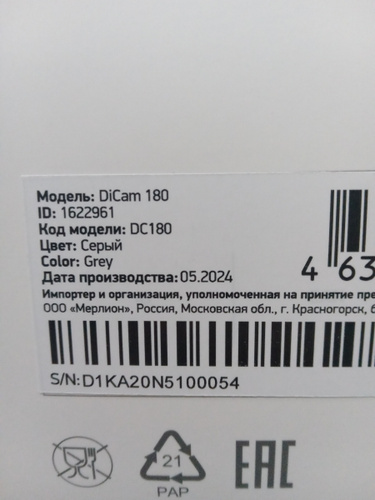 Модель: DiCam 180
ID: 1622961
Код модели: DC180
Цвет: Серый
Color: Grey
Дата производства: 05.2024
4 63
Импортер и организация, уполномоченная на принятие пре
ООО «Мерлион», Россия, Московская обл., г. Красногорск, б
S/N: D1KA20N5100054
21
PAP
EAC